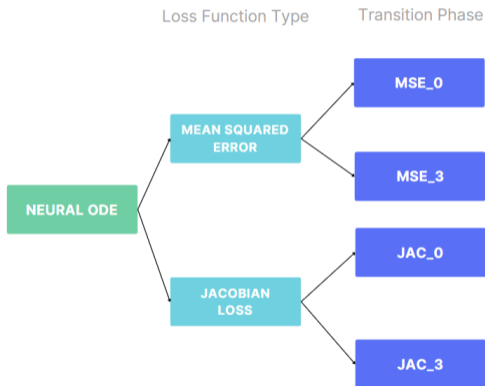 Loss Function Type
Transition Phase
MSE_0
MEAN SQUARED
ERROR
MSE_3
NEURAL ODE
JAC_0
JACOBIAN
LOSS
JAC_3